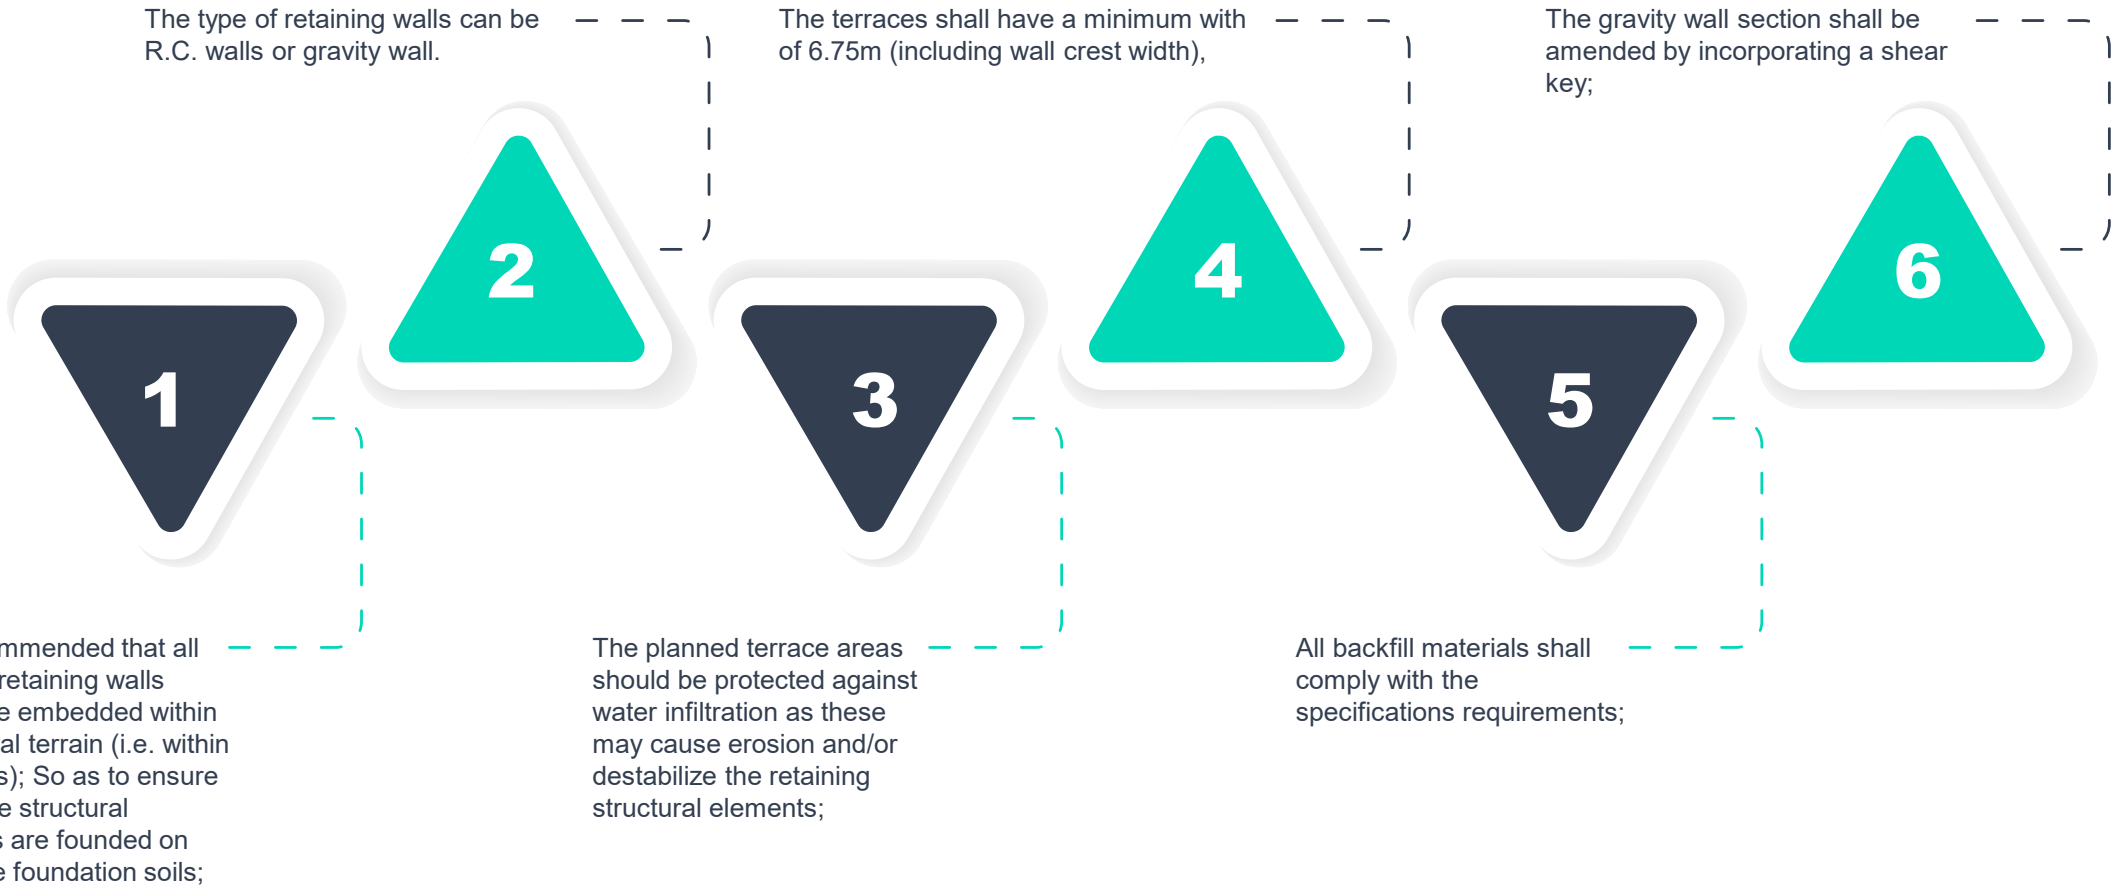 The type of retaining walls can be
R.C. walls or gravity wall.
The terraces shall have a minimum with
of 6.75m (including wall crest width),
The gravity wall section shall be
amended by incorporating a shear
key;
2
4
6
1
3
5
that all
retaining walls
embedded within
terrain (i.e. within
So as to ensure
structural
are founded on
foundation soils;
The planned terrace areas
should be protected against
water infiltration as these
may cause erosion and/or
destabilize the retaining
structural elements;
All backfill materials shall
comply with the
specifications requirements;